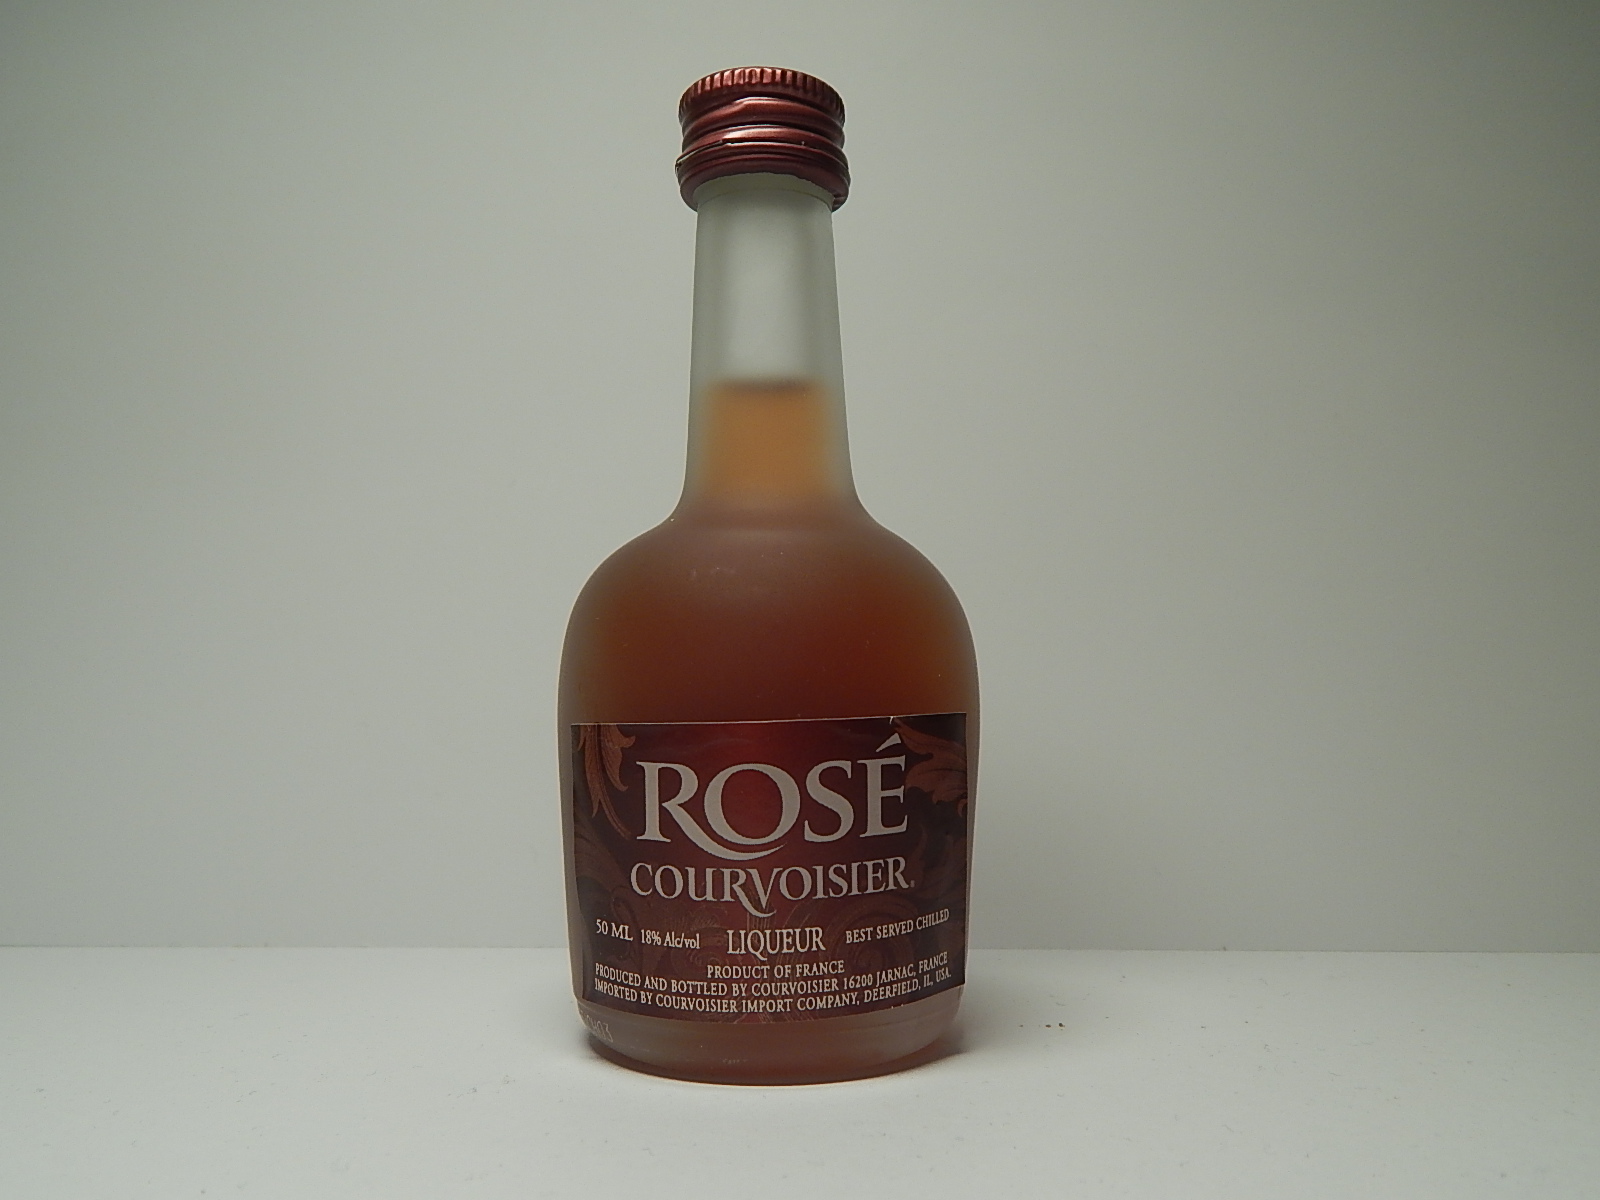 ROSÉ
COURVOISIER®
50 ML 18% Alc/vol LIQUEUR BEST SERVED CHILLED
PRODUCT OF FRANCE
PRODUCED AND BOTTLED BY COURVOISIER 16200 JARNAC, FRANCE
IMPORTED BY COURVOISIER IMPORT COMPANY, DEERFIELD, IL, USA.